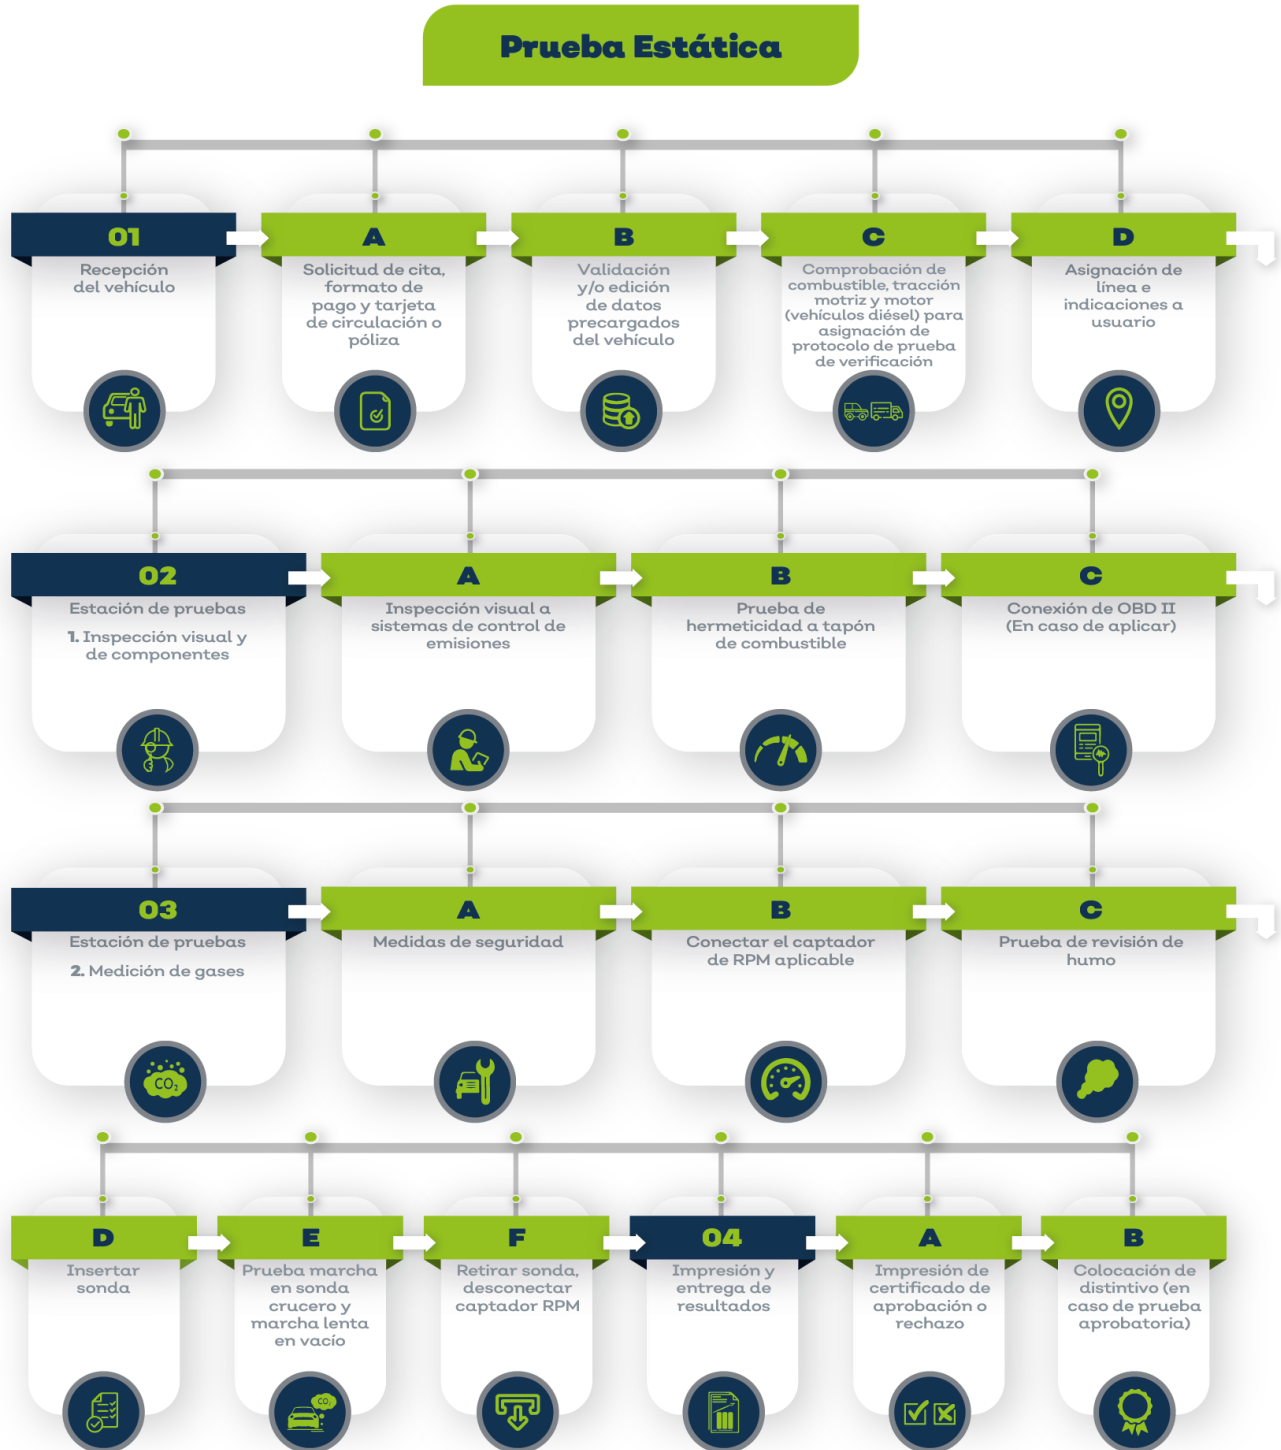 Prueba Estática
01
Recepción
del vehículo
A
Solicitud de cita,
formato de
pago y tarjeta
de circulación o
póliza
B
Validación
y/o edición
de datos
precargados
del vehículo
C
Comprobación de
combustible, tracción
motriz y motor
(vehículos diésel) para
asignación de
protocolo de prueba
de verificación
D
Asignación de
línea e
indicaciones a
usuario
02
Estación de pruebas
1. Inspección visual y
de componentes
A
Inspección visual a
sistemas de control de
emisiones
B
Prueba de
hermeticidad a tapón
de combustible
C
Conexión de OBD II
(En caso de aplicar)
03
Estación de pruebas
2. Medición de gases
CO₂
A
Medidas de seguridad
B
Conectar el captador
de RPM aplicable
C
Prueba de revisión de
humo
D
Insertar
sonda
E
Prueba marcha
en sonda
crucero y
marcha lenta
en vacío
CO₂
F
Retirar sonda,
desconectar
captador RPM
04
Impresión y
entrega de
resultados
A
Impresión de
certificado de
aprobación o
rechazo
B
Colocación de
distintivo (en
caso de prueba
aprobatoria)